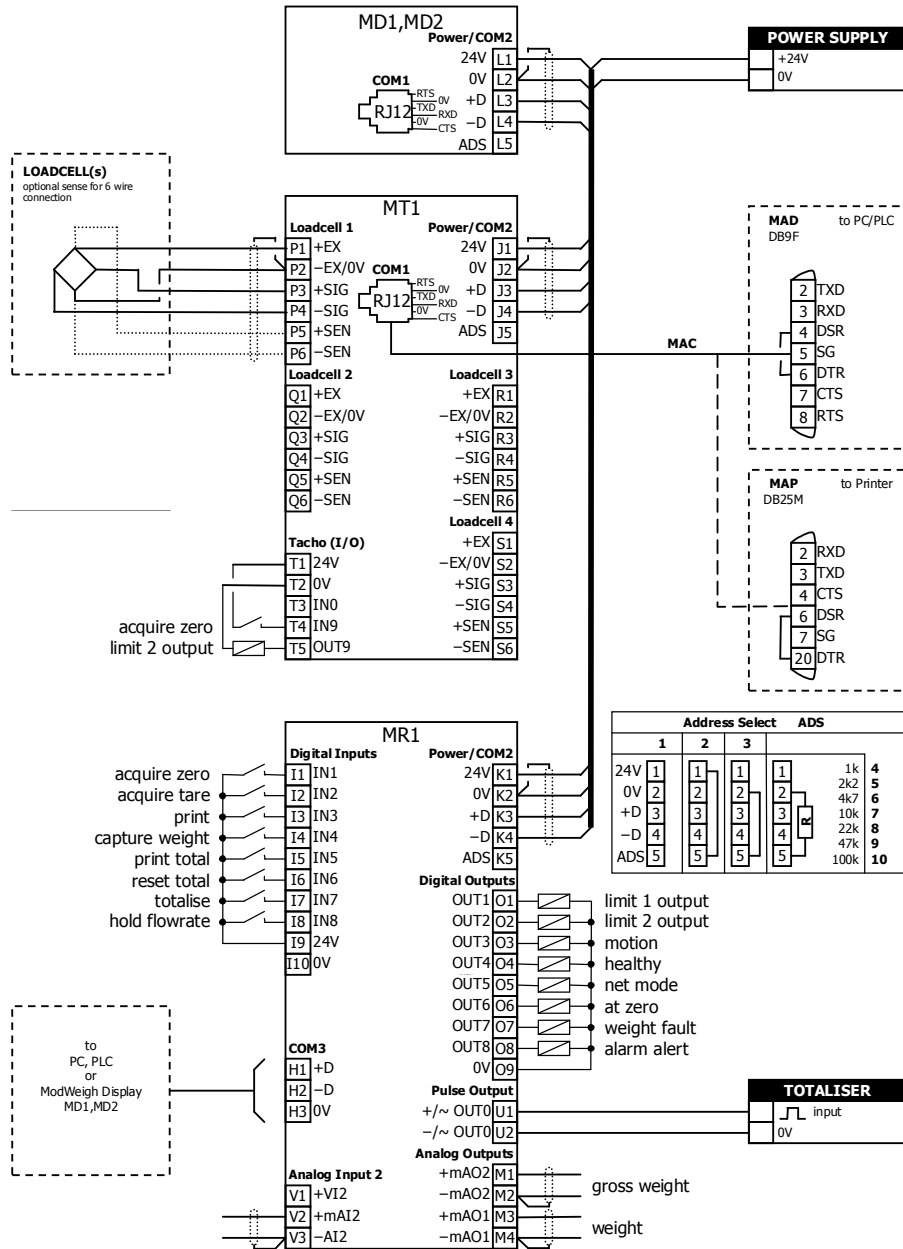 MD1,MD2
Power/COM2
24V L1
0V L2
+D L3
−D L4
ADS L5
COM1
RJ12
RTS
0V
TXD
RXD
0V
CTS
POWER SUPPLY
+24V
0V
LOADCELL(s)
optional sense for 6 wire
connection
MT1
Loadcell 1
P1 +EX
P2 −EX/0V
P3 +SIG
P4 −SIG
P5 +SEN
P6 −SEN
COM1
RJ12
RTS
0V
TXD
RXD
0V
CTS
Power/COM2
24V J1
0V J2
+D J3
−D J4
ADS J5
MAC
Loadcell 2
Q1 +EX
Q2 −EX/0V
Q3 +SIG
Q4 −SIG
Q5 +SEN
Q6 −SEN
Loadcell 3
+EX R1
−EX/0V R2
+SIG R3
−SIG R4
+SEN R5
−SEN R6
Loadcell 4
+EX S1
−EX/0V S2
+SIG S3
−SIG S4
+SEN S5
−SEN S6
Tacho (I/O)
T1 24V
T2 0V
T3 IN0
acquire zero T4 IN9
limit 2 output T5 OUT9
MAD to PC/PLC
DB9F
2 TXD
3 RXD
4 DSR
5 SG
6 DTR
7 CTS
8 RTS
MAP to Printer
DB25M
2 RXD
3 TXD
4 CTS
6 DSR
7 SG
20 DTR
Address Select ADS
1 2 3
24V 1 1 1 1 1k 4
0V 2 2 2 2 2k2 5
+D 3 3 3 3 4k7 6
R 10k 7
−D 4 4 4 4 22k 8
47k 9
ADS 5 5 5 5 100k 10
MR1
Digital Inputs
acquire zero I1 IN1
acquire tare I2 IN2
print I3 IN3
capture weight I4 IN4
print total I5 IN5
reset total I6 IN6
totalise I7 IN7
hold flowrate I8 IN8
I9 24V
I10 0V
Power/COM2
24V K1
0V K2
+D K3
−D K4
ADS K5
Digital Outputs
OUT1 O1 limit 1 output
OUT2 O2 limit 2 output
OUT3 O3 motion
OUT4 O4 healthy
OUT5 O5 net mode
OUT6 O6 at zero
OUT7 O7 weight fault
OUT8 O8 alarm alert
0V O9
to
PC, PLC
or
ModWeigh Display
MD1,MD2
COM3
H1 +D
H2 −D
H3 0V
Pulse Output
+/~ OUT0 U1
−/~ OUT0 U2
TOTALISER
input
0V
Analog Outputs
+mAO2 M1
−mAO2 M2
gross weight
+mAO1 M3
−mAO1 M4
weight
Analog Input 2
V1 +VI2
V2 +mAI2
V3 −AI2